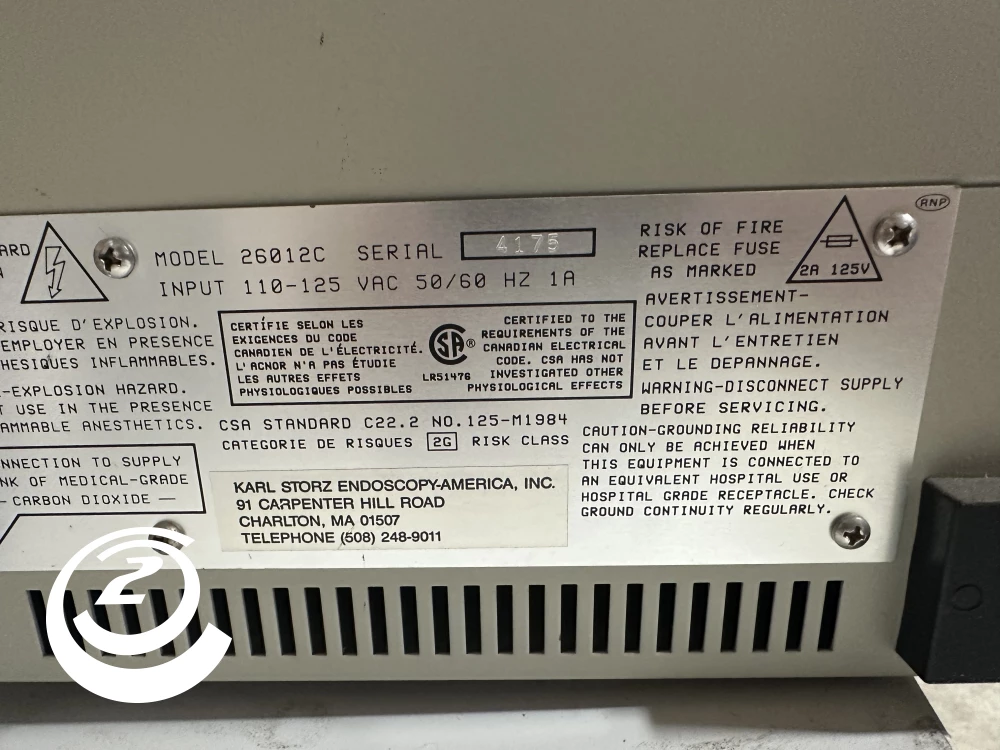 ARD
MODEL 26012C SERIAL 4175
INPUT 110-125 VAC 50/60 HZ 1A
RISQUE D'EXPLOSION.
EMPLOYER EN PRESENCE
HESIQUES INFLAMMABLES.
-EXPLOSION HAZARD.
T USE IN THE PRESENCE
AMMABLE ANESTHETICS.
NNECTION TO SUPPLY
NK OF MEDICAL-GRADE
— CARBON DIOXIDE —
CERTIFIE SELON LES
EXIGENCES DU CODE
CANADIEN DE L'ÉLECTRICITÉ.
L'ACNOR N'A PAS ÉTUDIE
LES AUTRES EFFETS
PHYSIOLOGIQUES POSSIBLES
SA ®
LR51476
CERTIFIED TO THE
REQUIREMENTS OF THE
CANADIAN ELECTRICAL
CODE. CSA HAS NOT
INVESTIGATED OTHER
PHYSIOLOGICAL EFFECTS
CSA STANDARD C22.2 NO.125-M1984
CATEGORIE DE RISQUES 2G RISK CLASS
KARL STORZ ENDOSCOPY-AMERICA, INC.
91 CARPENTER HILL ROAD
CHARLTON, MA 01507
TELEPHONE (508) 248-9011
RISK OF FIRE
REPLACE FUSE
AS MARKED
2A 125V
RNP
AVERTISSEMENT-
COUPER L'ALIMENTATION
AVANT L'ENTRETIEN
ET LE DEPANNAGE.
WARNING-DISCONNECT SUPPLY
BEFORE SERVICING.
CAUTION-GROUNDING RELIABILITY
CAN ONLY BE ACHIEVED WHEN
THIS EQUIPMENT IS CONNECTED TO
AN EQUIVALENT HOSPITAL USE OR
HOSPITAL GRADE RECEPTACLE. CHECK
GROUND CONTINUITY REGULARLY.
2